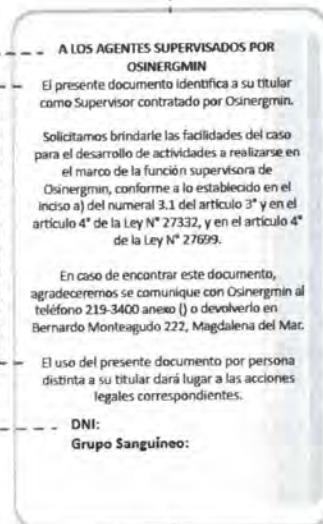 A LOS AGENTES SUPERVISADOS POR
OSINERGMIN
El presente documento identifica a su titular
como Supervisor contratado por Osinergmin.
Solicitamos brindarle las facilidades del caso
para el desarrollo de actividades a realizarse en
el marco de la función supervisora de
Osinergmin, conforme a lo establecido en el
inciso a) del numeral 3.1 del artículo 3° y en el
artículo 4° de la Ley N° 27332, y en el artículo 4°
de la Ley N° 27699.
En caso de encontrar este documento,
agradeceremos se comunique con Osinergmin al
teléfono 219-3400 anexo () o devolverlo en
Bernardo Monteagudo 222, Magdalena del Mar.
El uso del presente documento por persona
distinta a su titular dará lugar a las acciones
legales correspondientes.
DNI:
Grupo Sanguíneo: